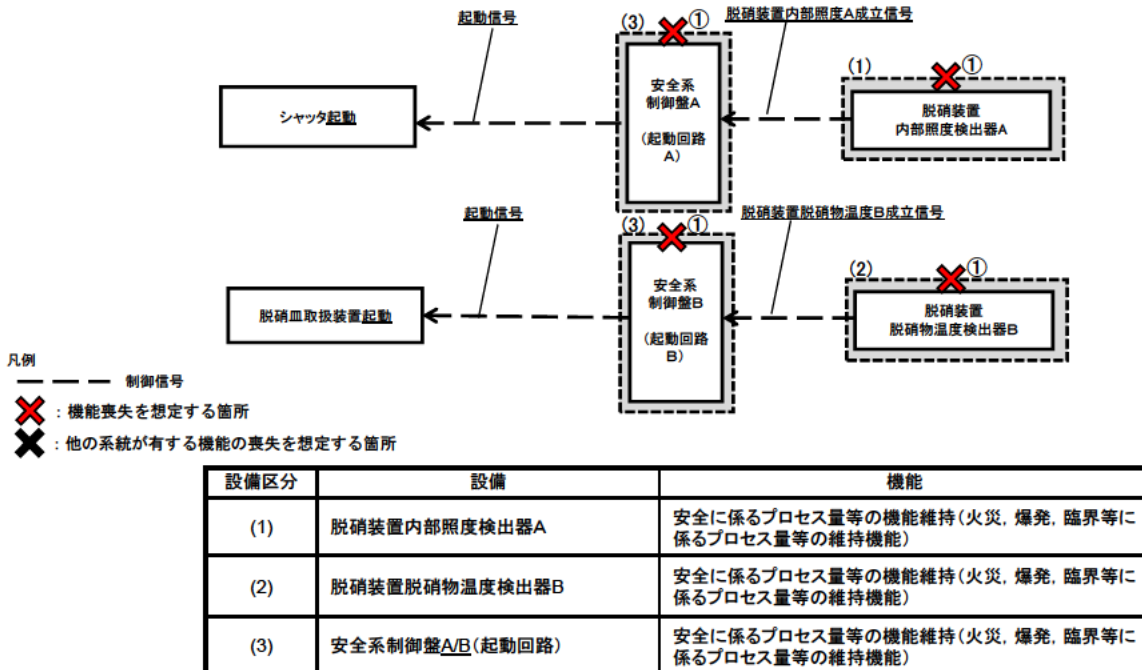 起動信号
(3)
①
脱硝装置内部照度A成立信号
シャッタ起動
安全系
制御盤A
(起動回路
A)
(1)
①
脱硝装置
内部照度検出器A
起動信号
(3)
①
脱硝装置脱硝物温度B成立信号
脱硝皿取扱装置起動
安全系
制御盤B
(起動回路
B)
(2)
①
脱硝装置
脱硝物温度検出器B
凡例
制御信号
：機能喪失を想定する箇所
：他の系統が有する機能の喪失を想定する箇所
設備区分 設備 機能
(1) 脱硝装置内部照度検出器A 安全に係るプロセス量等の機能維持(火災，爆発，臨界等に
係るプロセス量等の維持機能)
(2) 脱硝装置脱硝物温度検出器B 安全に係るプロセス量等の機能維持(火災，爆発，臨界等に
係るプロセス量等の維持機能)
(3) 安全系制御盤A/B(起動回路) 安全に係るプロセス量等の機能維持(火災，爆発，臨界等に
係るプロセス量等の維持機能)